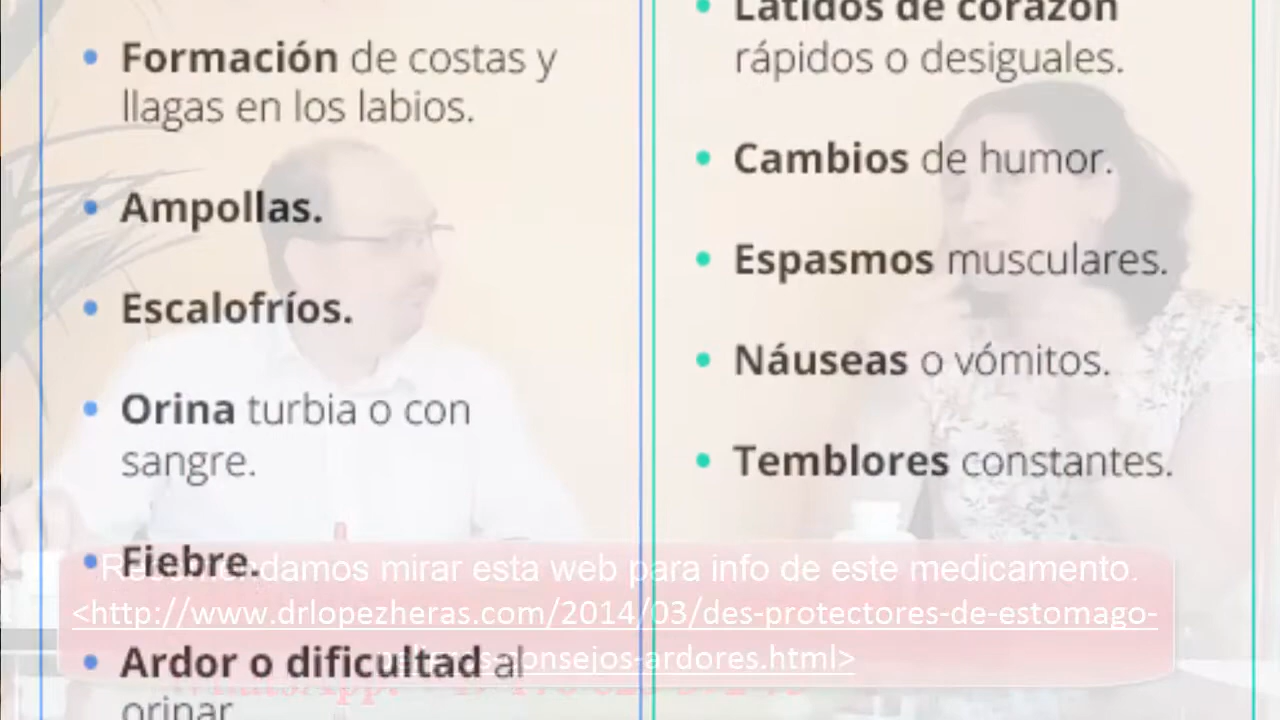 Formación de costas y
llagas en los labios.
Ampollas.
Escalofríos.
Orina turbia o con
sangre.
Fiebre.
Ardor o dificultad al
orinar
Latidos de corazón
rápidos o desiguales.
Cambios de humor.
Espasmos musculares.
Náuseas o vómitos.
Temblores constantes.
mirar esta web para info de este medicamento.
<http://www.drlopezheras.com/2014/03/des-protectores-de-estomago-
consejos-ardores.html>
WhatsApp: